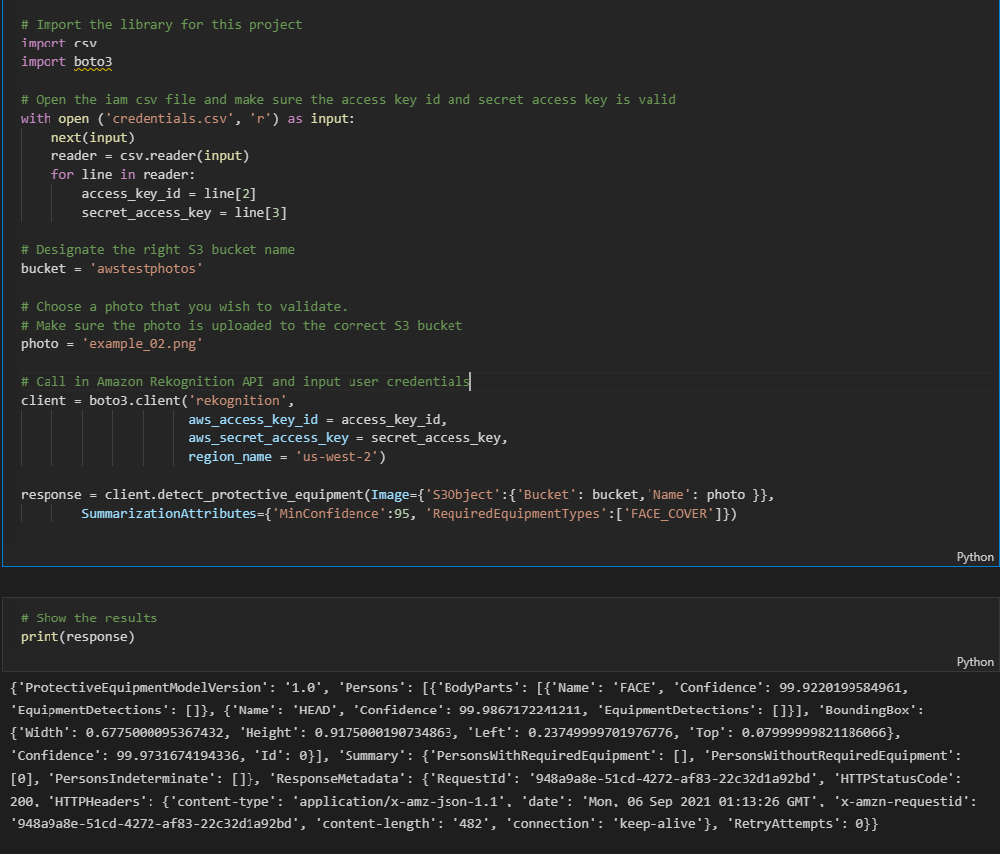 # Import the library for this project
import csv
import boto3
# Open the iam csv file and make sure the access key id and secret access key is valid
with open ('credentials.csv', 'r') as input:
next(input)
reader = csv.reader(input)
for line in reader:
access_key_id = line[2]
secret_access_key = line[3]
# Designate the right S3 bucket name
bucket = 'awstestphotos'
# Choose a photo that you wish to validate.
# Make sure the photo is uploaded to the correct S3 bucket
photo = 'example_02.png'
# Call in Amazon Rekognition API and input user credentials
client = boto3.client('rekognition',
aws_access_key_id = access_key_id,
aws_secret_access_key = secret_access_key,
region_name = 'us-west-2')
response = client.detect_protective_equipment(Image={'S3Object':{'Bucket': bucket,'Name': photo }},
SummarizationAttributes={'MinConfidence':95, 'RequiredEquipmentTypes':['FACE_COVER']})
Python
# Show the results
print(response)
Python
{'ProtectiveEquipmentModelVersion': '1.0', 'Persons': [{'BodyParts': [{'Name': 'FACE', 'Confidence': 99.9220199584961,
'EquipmentDetections': []}, {'Name': 'HEAD', 'Confidence': 99.9867172241211, 'EquipmentDetections': []}], 'BoundingBox':
{'Width': 0.6775000095367432, 'Height': 0.9175000190734863, 'Left': 0.23749999701976776, 'Top': 0.07999999821186066},
'Confidence': 99.9731674194336, 'Id': 0}], 'Summary': {'PersonsWithRequiredEquipment': [], 'PersonsWithoutRequiredEquipment':
[0], 'PersonsIndeterminate': []}, 'ResponseMetadata': {'RequestId': '948a9a8e-51cd-4272-af83-22c32d1a92bd', 'HTTPStatusCode':
200, 'HTTPHeaders': {'content-type': 'application/x-amz-json-1.1', 'date': 'Mon, 06 Sep 2021 01:13:26 GMT', 'x-amzn-requestid':
'948a9a8e-51cd-4272-af83-22c32d1a92bd', 'content-length': '482', 'connection': 'keep-alive'}, 'RetryAttempts': 0}}